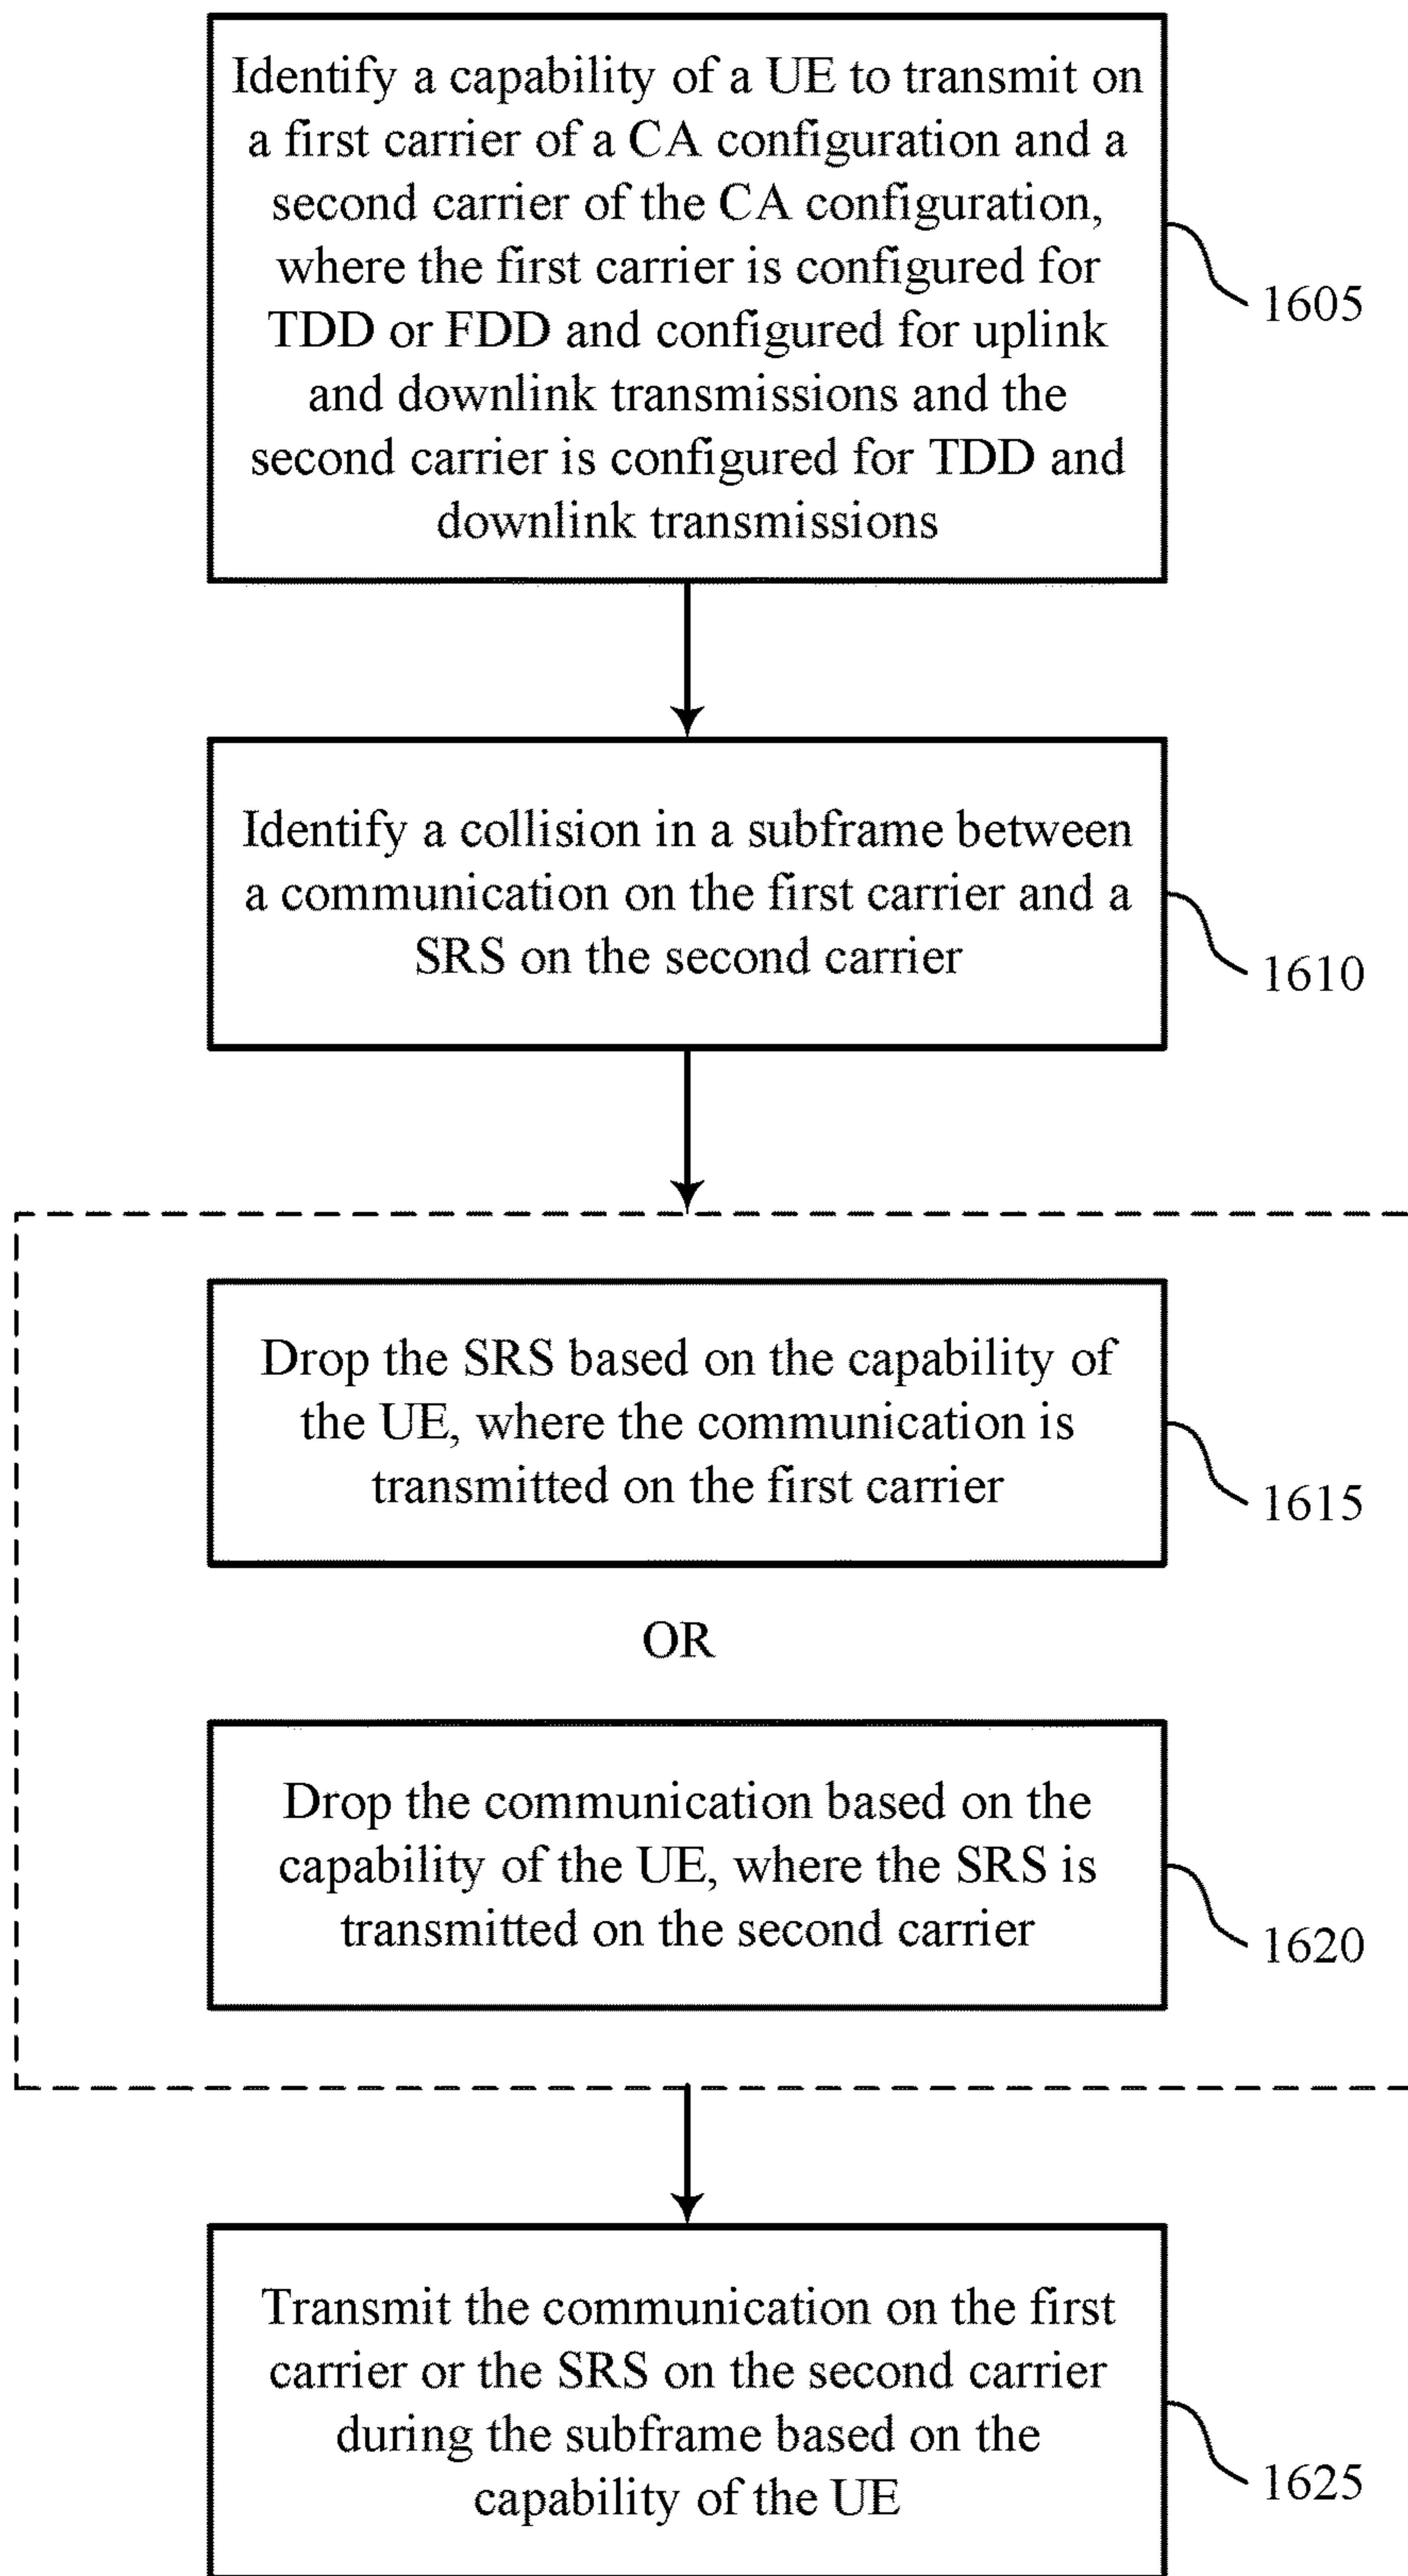 Identify a capability of a UE to transmit on
a first carrier of a CA configuration and a
second carrier of the CA configuration,
where the first carrier is configured for
TDD or FDD and configured for uplink
and downlink transmissions and the
second carrier is configured for TDD and
downlink transmissions
1605
Identify a collision in a subframe between
a communication on the first carrier and a
SRS on the second carrier
1610
Drop the SRS based on the capability of
the UE, where the communication is
transmitted on the first carrier
1615
OR
Drop the communication based on the
capability of the UE, where the SRS is
transmitted on the second carrier
1620
Transmit the communication on the first
carrier or the SRS on the second carrier
during the subframe based on the
capability of the UE
1625